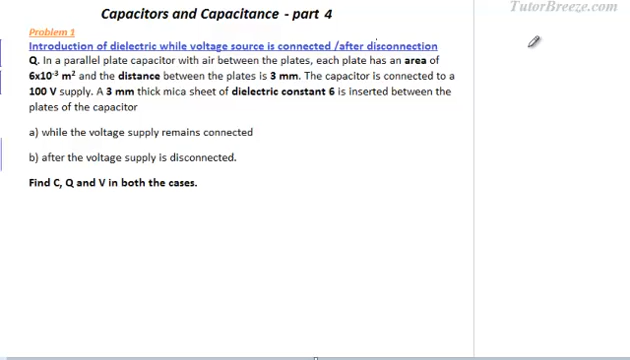 Capacitors and Capacitance - part 4
TutorBreeze.com
Problem 1
Introduction of dielectric while voltage source is connected /after disconnection
Q. In a parallel plate capacitor with air between the plates, each plate has an area of
6x10⁻³ m² and the distance between the plates is 3 mm. The capacitor is connected to a
100 V supply. A 3 mm thick mica sheet of dielectric constant 6 is inserted between the
plates of the capacitor
a) while the voltage supply remains connected
b) after the voltage supply is disconnected.
Find C, Q and V in both the cases.